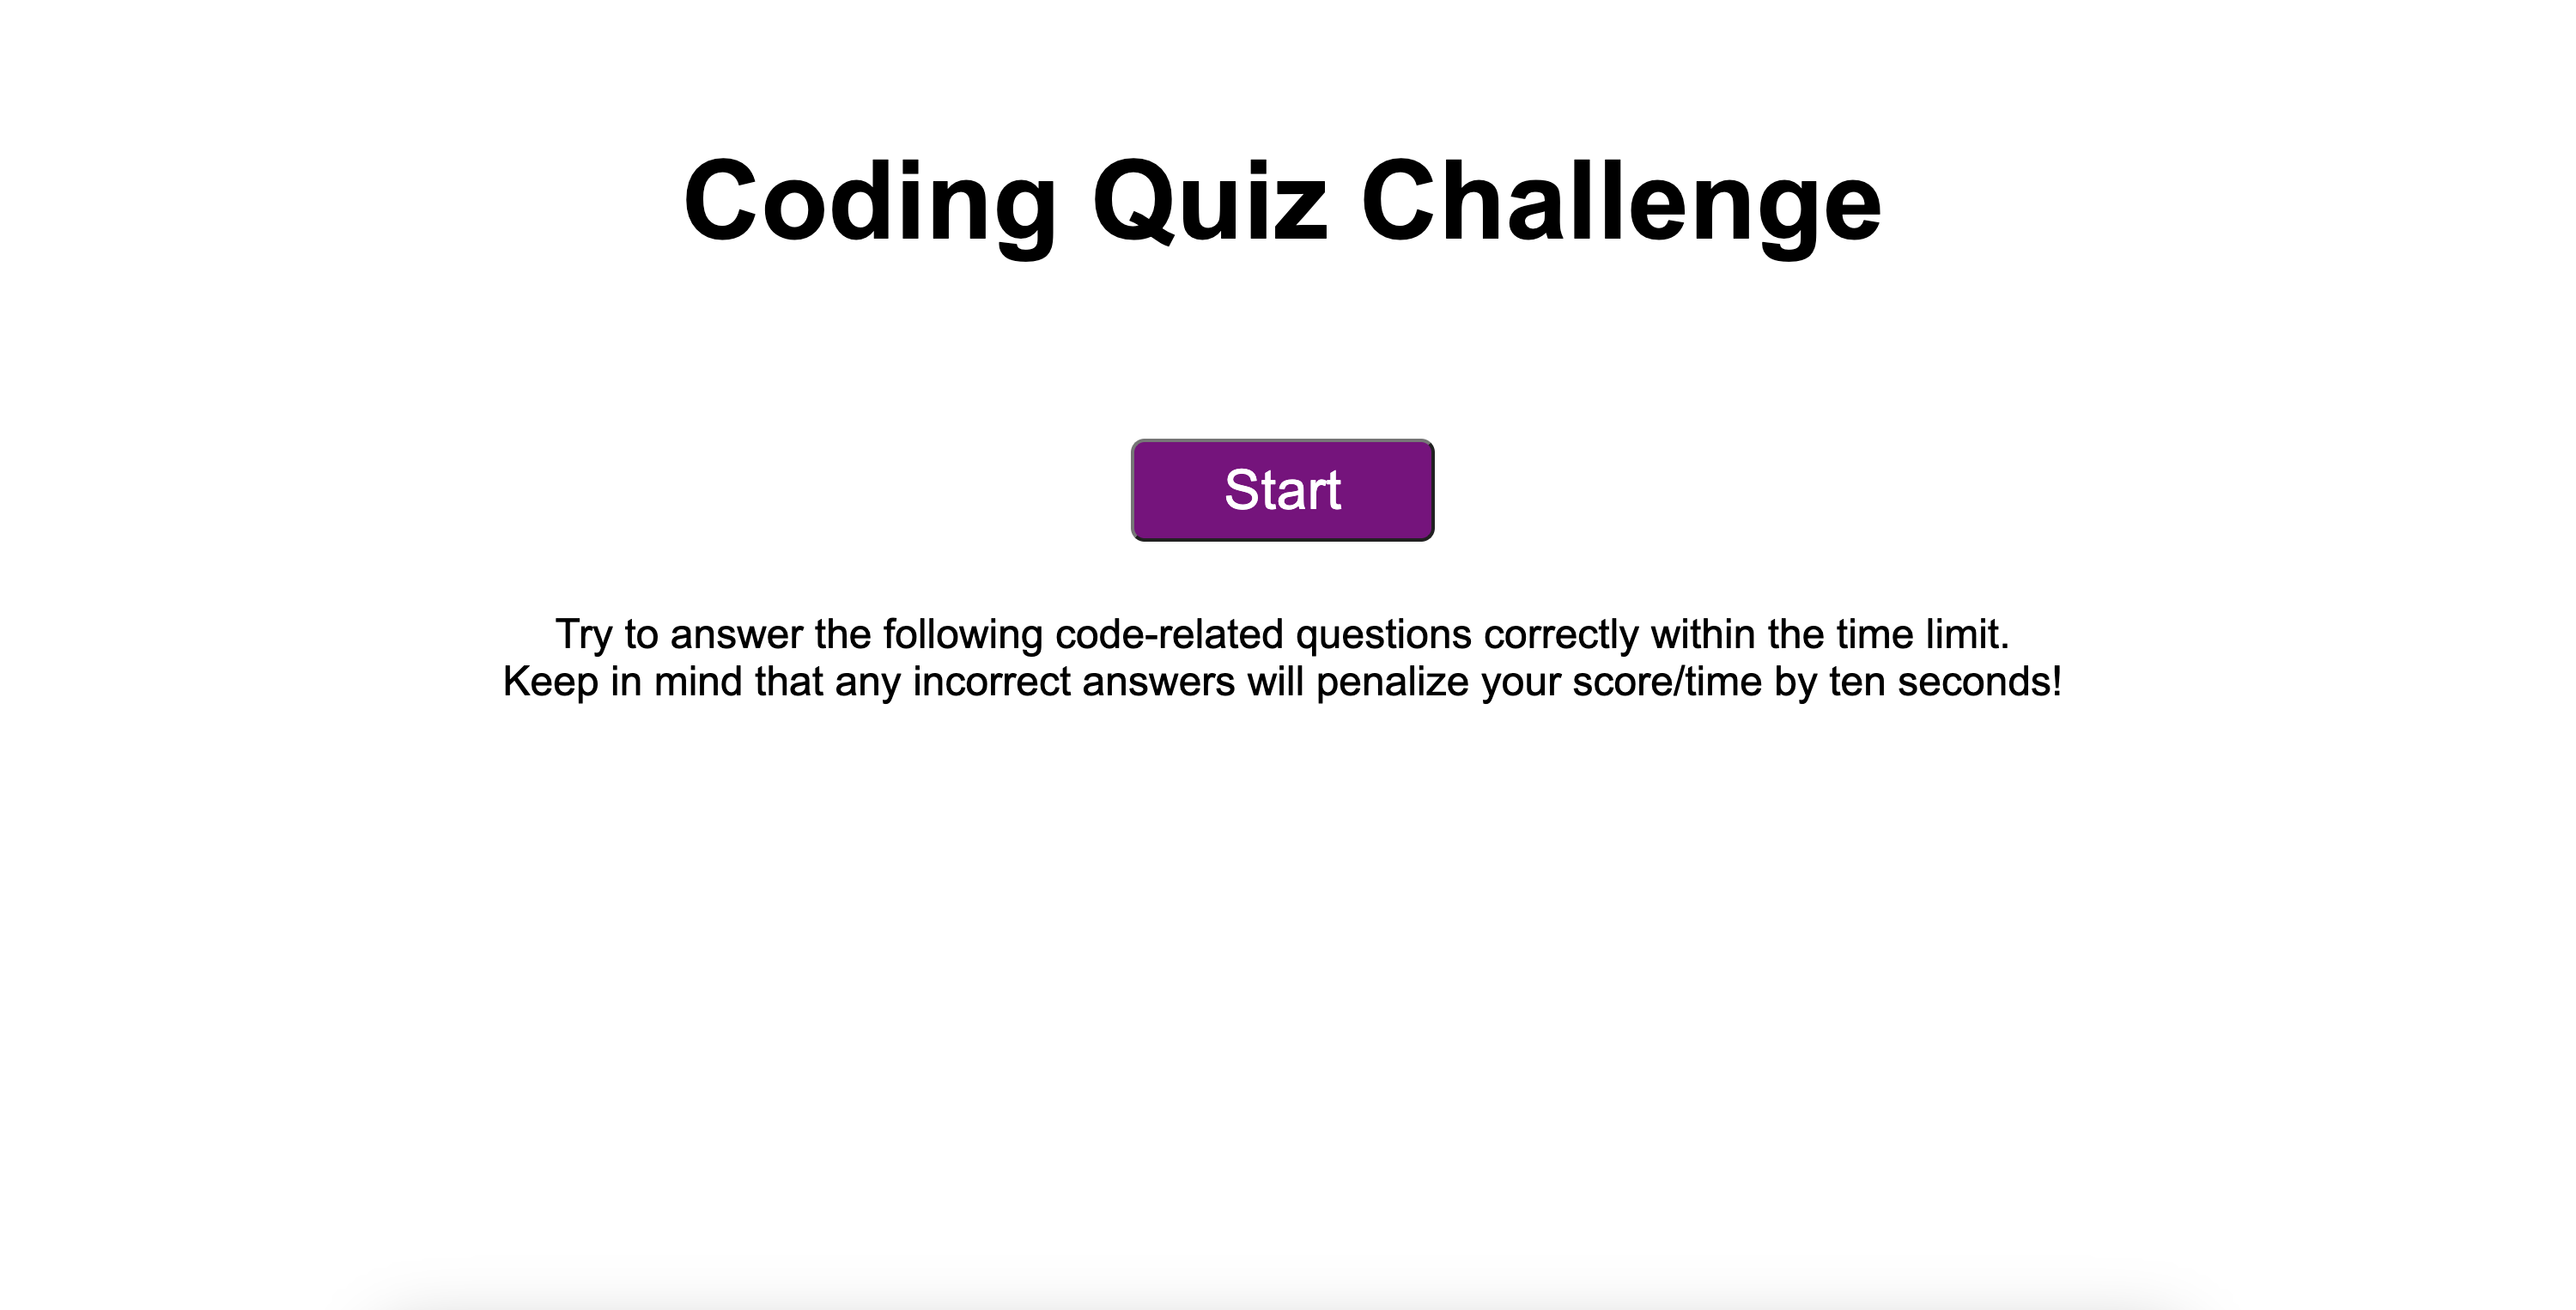 Coding Quiz Challenge
Start
Try to answer the following code-related questions correctly within the time limit.
Keep in mind that any incorrect answers will penalize your score/time by ten seconds!